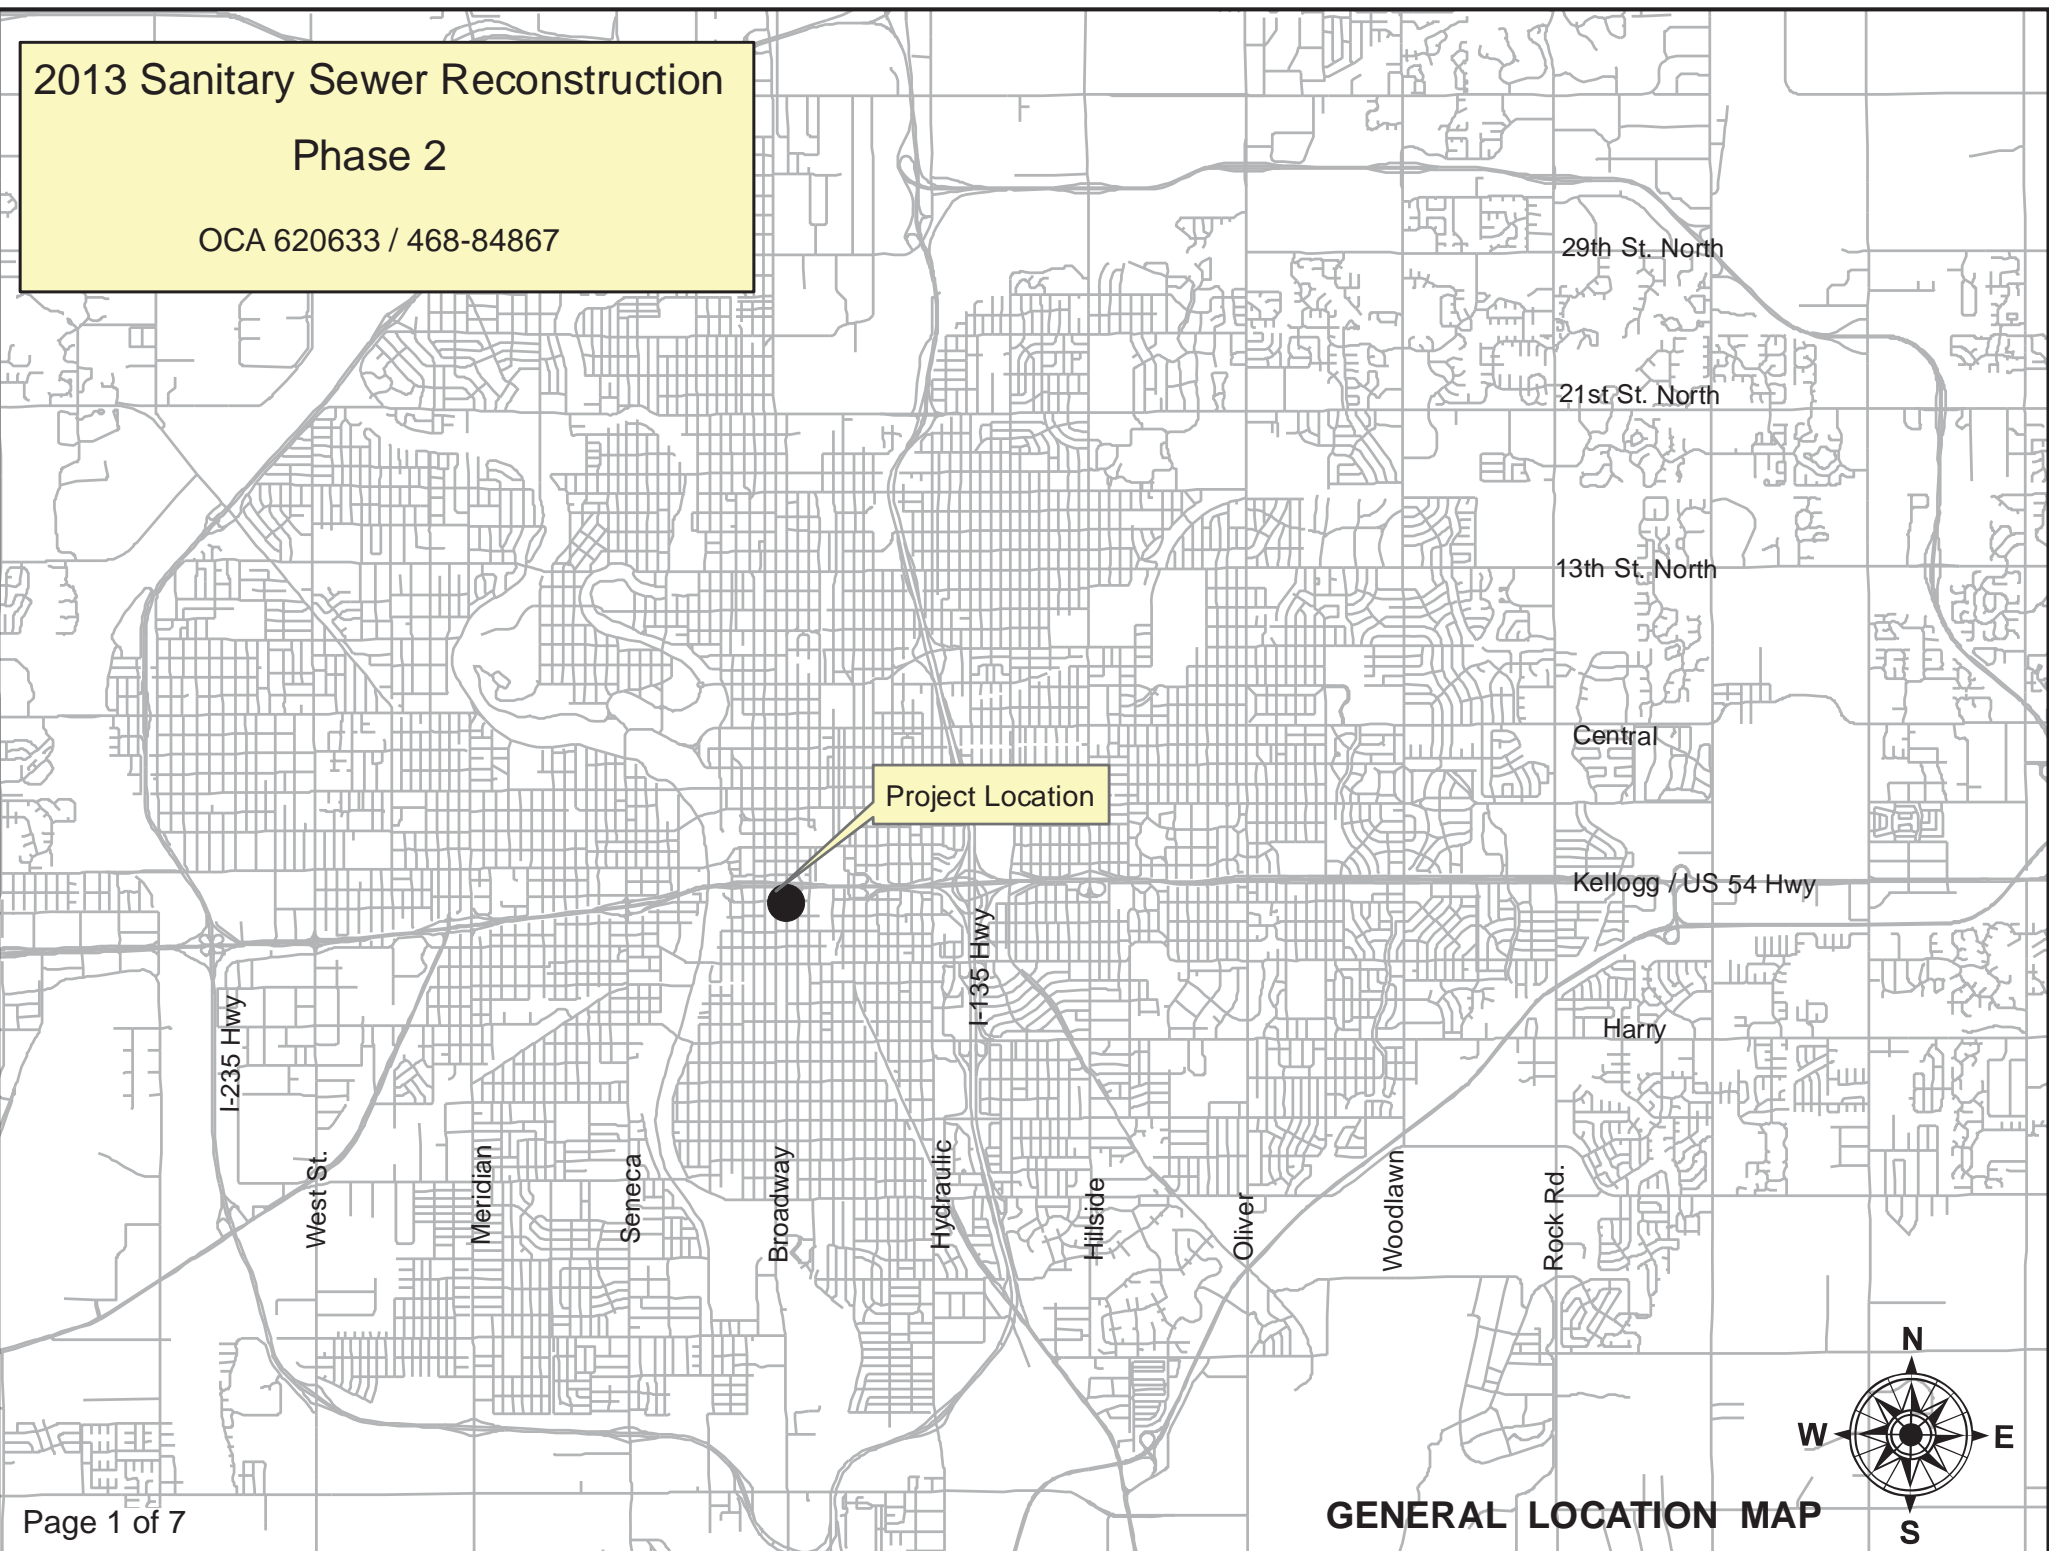 2013 Sanitary Sewer Reconstruction
Phase 2
OCA 620633 / 468-84867
29th St. North
21st St. North
13th St. North
Central
Project Location
Kellogg / US 54 Hwy
I-135 Hwy
I-235 Hwy
Harry
West St.
Meridian
Seneca
Broadway
Hydraulic
Hillside
Oliver
Woodlawn
Rock Rd.
N
W
E
S
Page 1 of 7
GENERAL LOCATION MAP